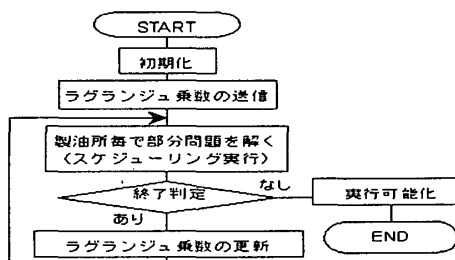 START
初期化
ラグランジュ乗数の送信
製油所毎で部分問題を解く
(スケジューリング実行)
終了判定
なし
実行可能化
あり
END
ラグランジュ乗数の更新